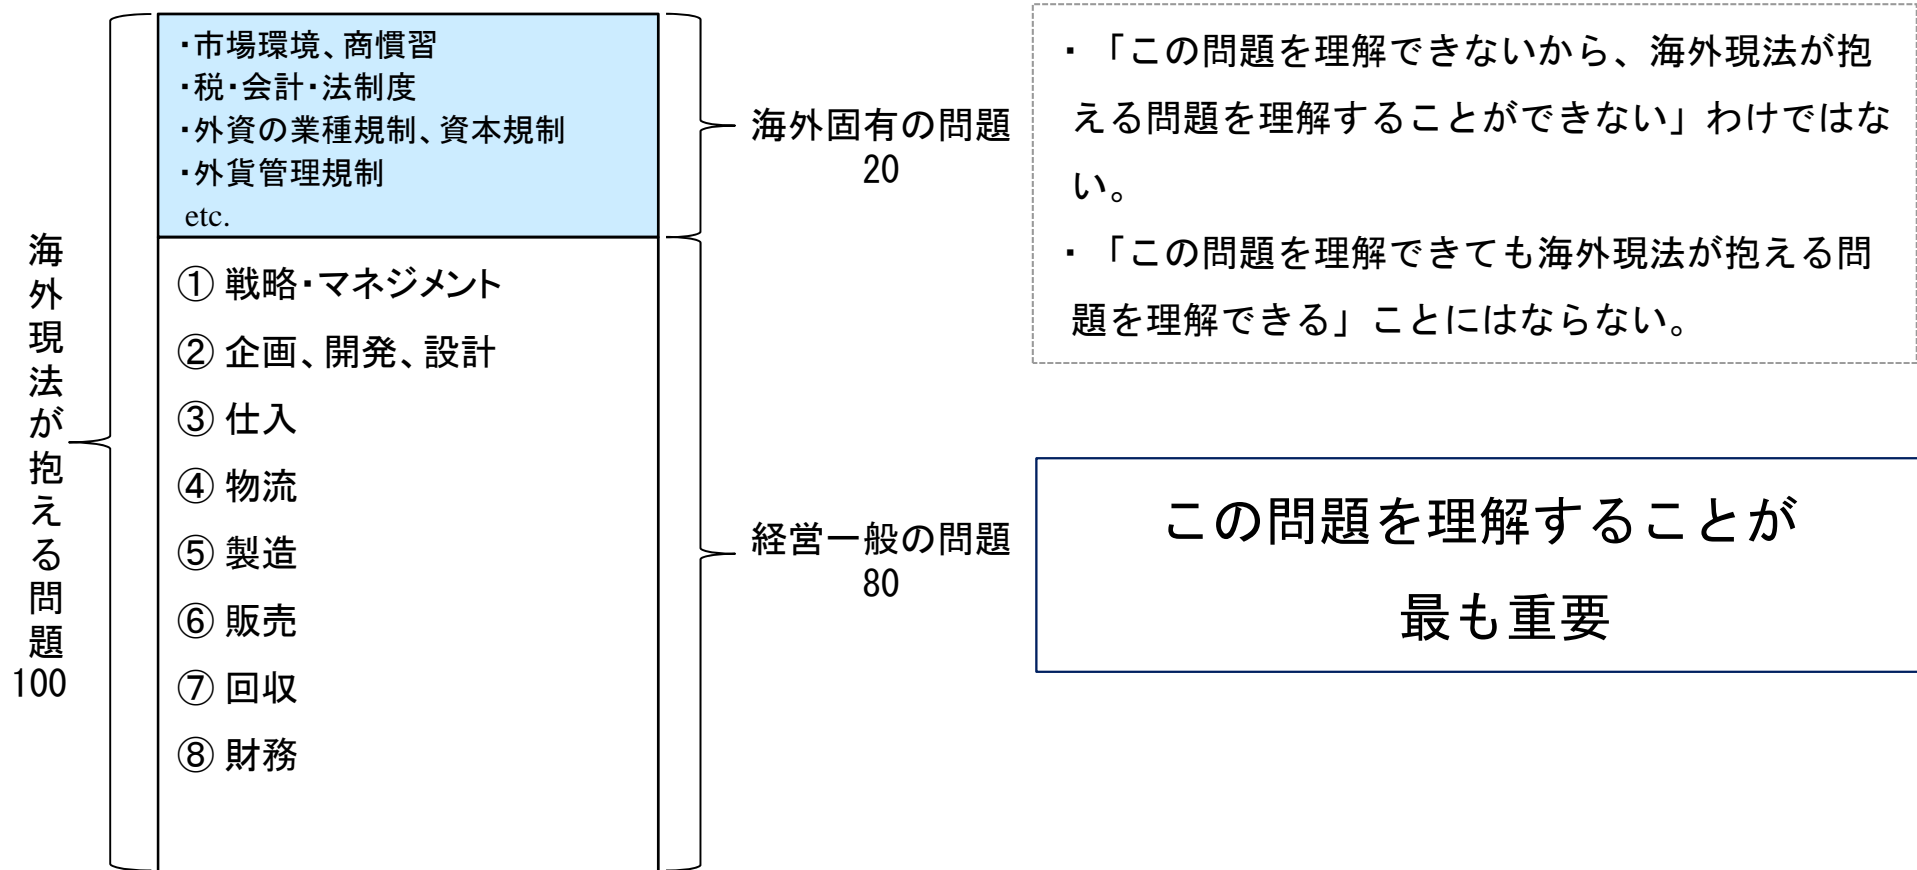 海外現法が抱える問題
100
・市場環境、商慣習
・税・会計・法制度
・外資の業種規制、資本規制
・外貨管理規制
etc.
① 戦略・マネジメント
② 企画、開発、設計
③ 仕入
④ 物流
⑤ 製造
⑥ 販売
⑦ 回収
⑧ 財務
海外固有の問題
20
経営一般の問題
80
・「この問題を理解できないから、海外現法が抱
える問題を理解することができない」わけではな
い。
・「この問題を理解できても海外現法が抱える問
題を理解できる」ことにはならない。
この問題を理解することが
最も重要